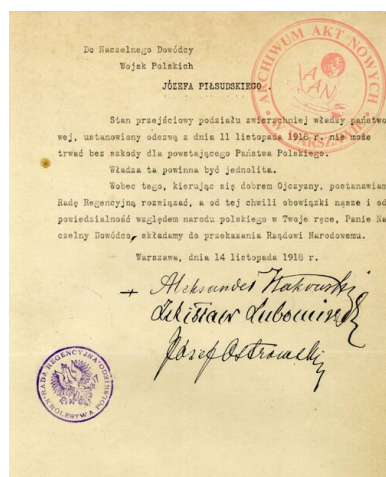 Do Naczelnego Dowódcy
Wojsk Polskich
JÓZEFA PIŁSUDSKIEGO.
Stan przejściowy podziału zwierzchniej władzy państwo
wej, ustanowiony odezwą z dnia 11 listopada 1918 r. nie może
trwać bez szkody dla powstającego Państwa Polskiego.
Władza ta powinna być jednolita.
Wobec tego, kierując się dobrem Ojczyzny, postanawiam
Radę Regencyjną rozwiązać, a od tej chwili obowiązki nasze i od
powiedzialność względem narodu polskiego w Twoje ręce, Panie Na
czelny Dowódco, składamy do przekazania Rządowi Narodowemu.
Warszawa, dnia 14 listopada 1918 r.
+ Aleksander Kakowski
Zdzisław Lubomirski
Józef Ostrowski
ARCHIWUM AKT NOWYCH
AAN
WARSZAWIE
RADA REGENCYJNA
KRÓLESTWA POLSK